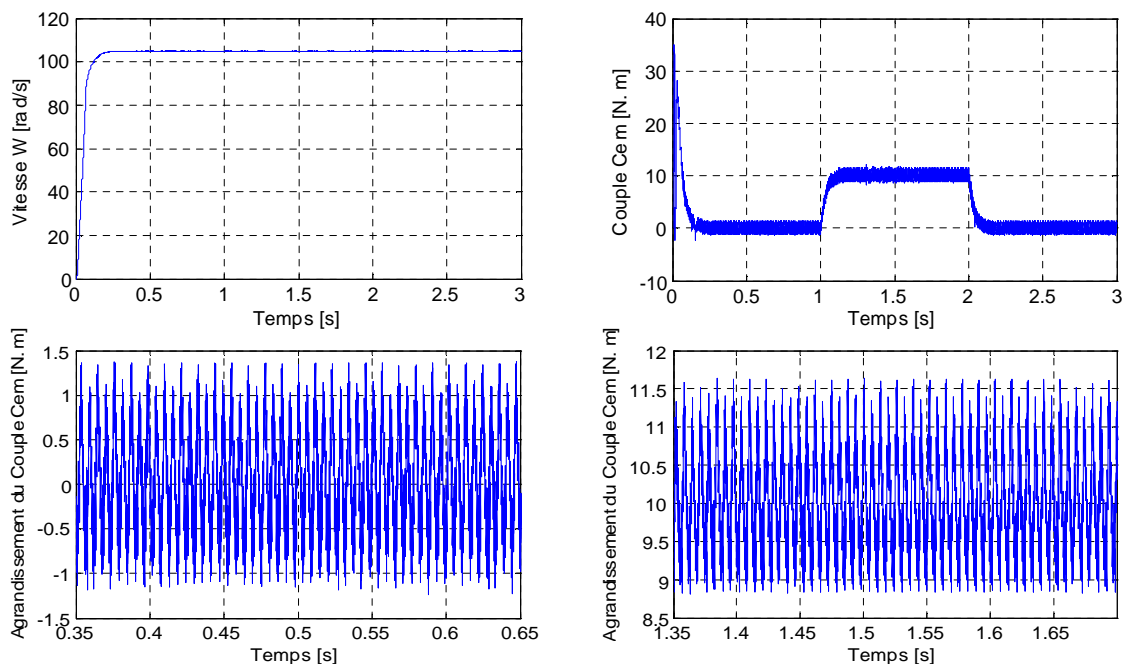 Vitesse W [rad/s]
120
100
80
60
40
20
0
0 0.5 1 1.5 2 2.5 3
Temps [s]
Couple Cem [N. m]
40
30
20
10
0
-10
0 0.5 1 1.5 2 2.5 3
Temps [s]
Agrandissement du Couple Cem [N. m]
1.5
1
0.5
0
-0.5
-1
-1.5
0.35 0.4 0.45 0.5 0.55 0.6 0.65
Temps [s]
Agrandissement du Couple Cem [N. m]
12
11.5
11
10.5
10
9.5
9
8.5
1.35 1.4 1.45 1.5 1.55 1.6 1.65
Temps [s]